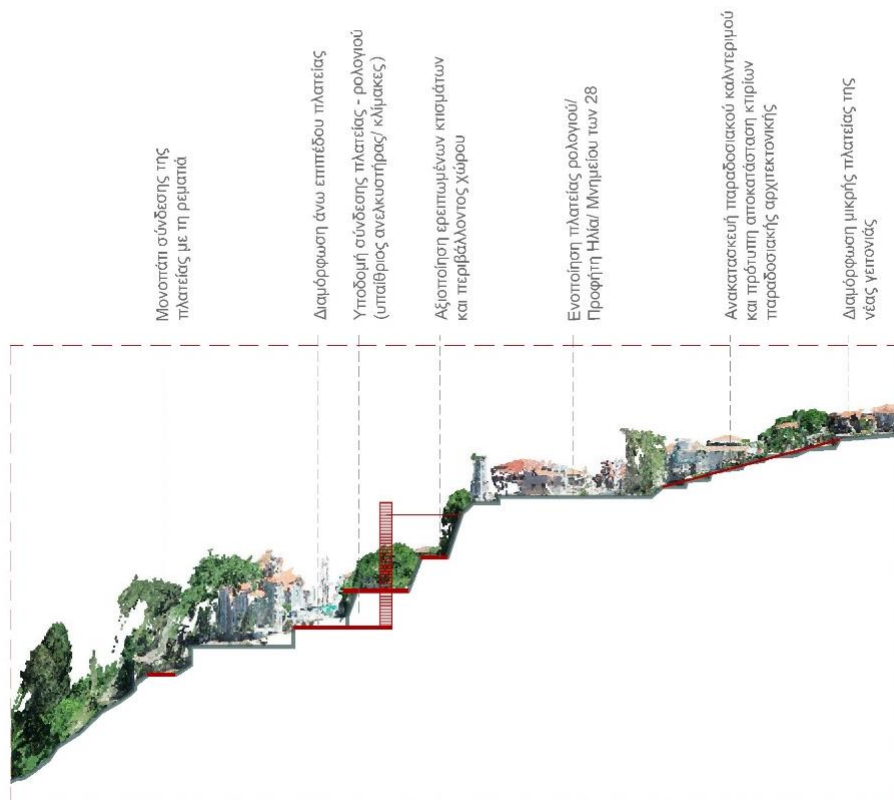 Μονοπάτι σύνδεσης της
πλατείας με τη ρεματιά
Διαμόρφωση άνω επιπέδου πλατείας
Υποδομή σύνδεσης πλατείας - ρολογιού
(υπαίθριος ανελκυστήρας/ κλίμακες)
Αξιοποίηση ερειπωμένων κτισμάτων
και περιβάλλοντος χώρου
Ενοποίηση πλατείας ρολογιού/
Προφήτη Ηλία/ Μνημείου των 28
Ανακατασκευή παραδοσιακού καλντεριμιού
και πρότυπη αποκατάσταση κτιρίων
παραδοσιακής αρχιτεκτονικής
Διαμόρφωση μικρής πλατείας της
νέας γειτονιάς